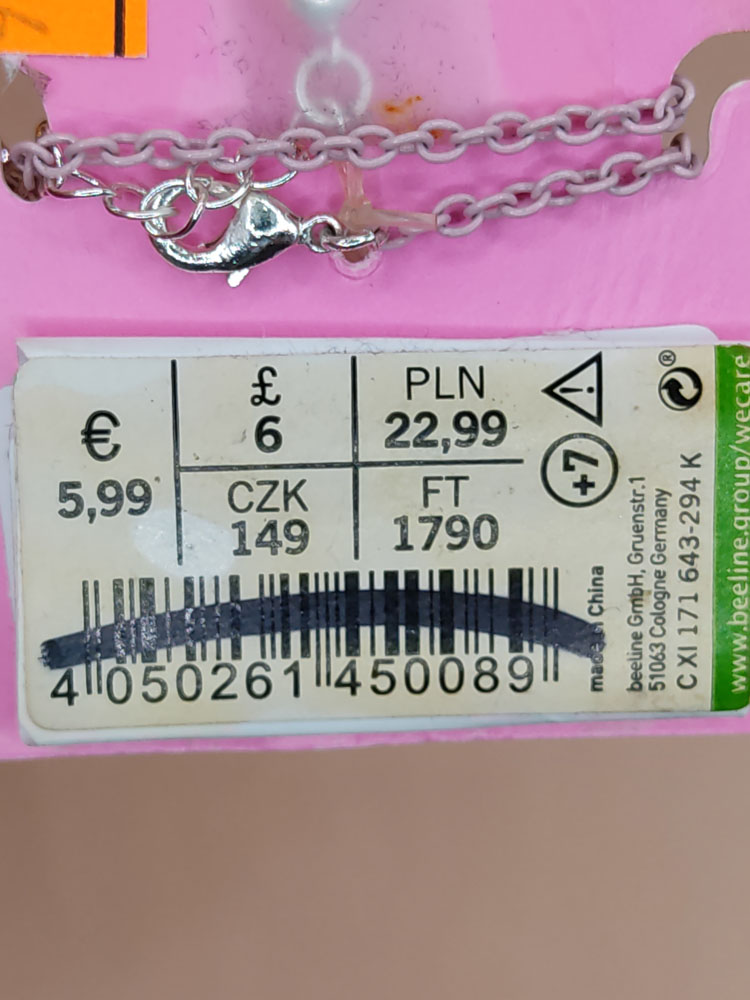 €
5,99
£
6
PLN
22,99
CZK
149
FT
1790
+7
4 050261 450089
made in China
beeline GmbH, Gruenstr.1
51063 Cologne Germany
C XI 171 643-294 K
www.beeline.group/wecare